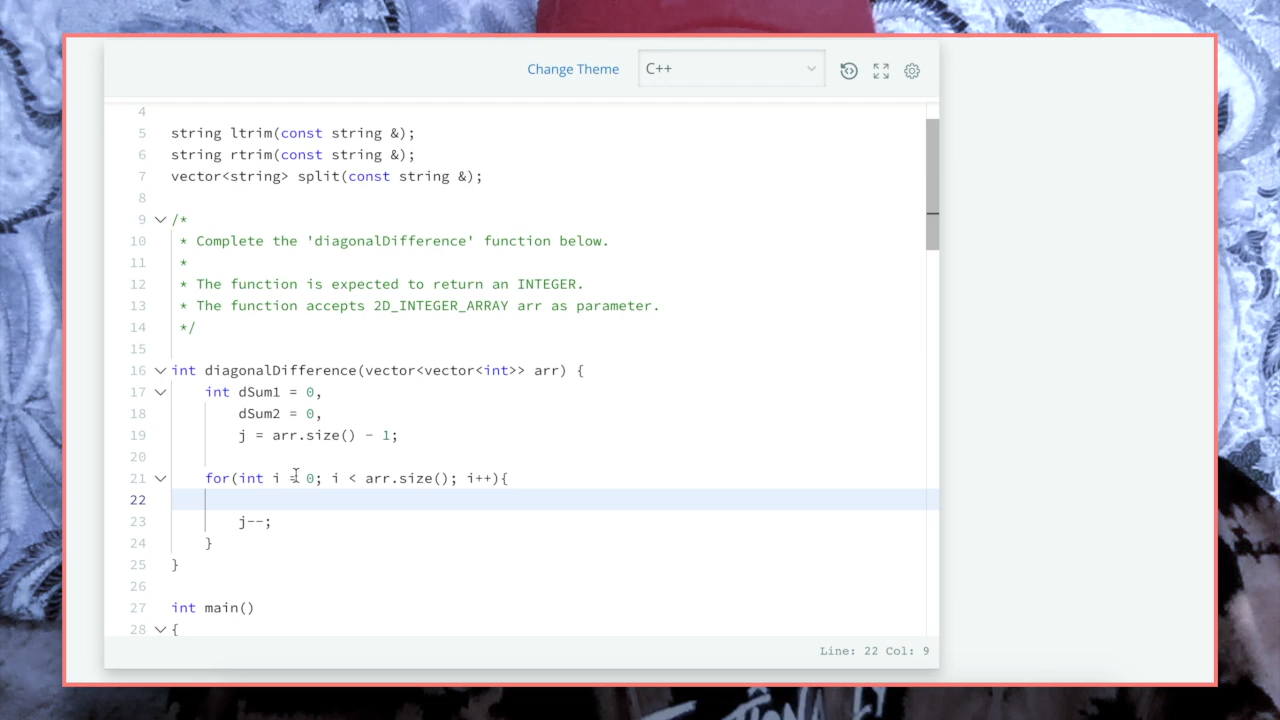 Change Theme C++
4
5 string ltrim(const string &);
6 string rtrim(const string &);
7 vector<string> split(const string &);
8
9 /*
10 * Complete the 'diagonalDifference' function below.
11 *
12 * The function is expected to return an INTEGER.
13 * The function accepts 2D_INTEGER_ARRAY arr as parameter.
14 */
15
16 int diagonalDifference(vector<vector<int>> arr) {
17 int dSum1 = 0,
18 dSum2 = 0,
19 j = arr.size() - 1;
20
21 for(int i = 0; i < arr.size(); i++){
22
23 j--;
24 }
25 }
26
27 int main()
28 {
Line: 22 Col: 9